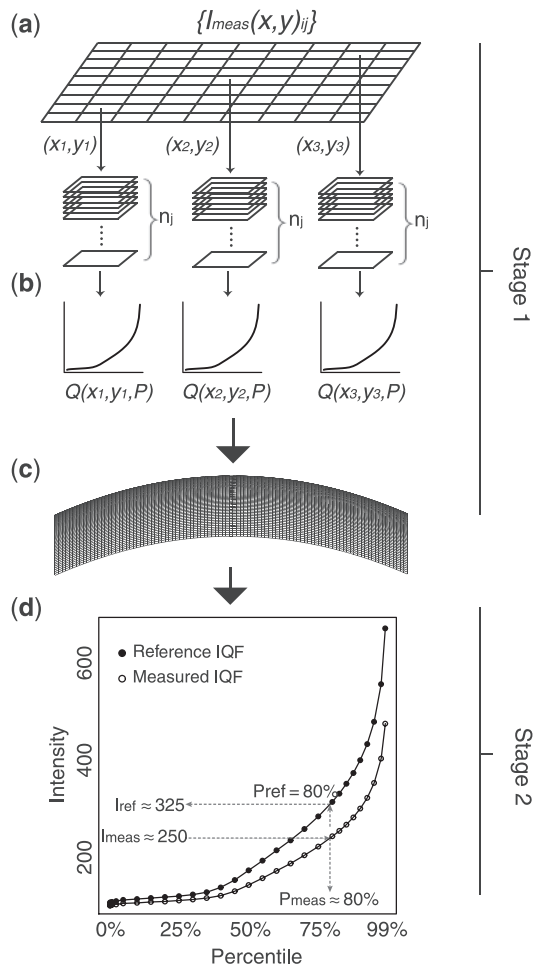 (a)
{Imeas(x,y)ij}
(x1,y1)
(x2,y2)
(x3,y3)
nj
nj
nj
(b)
Q(x1,y1,P)
Q(x2,y2,P)
Q(x3,y3,P)
Stage 1
(c)
(d)
Reference IQF
Measured IQF
600
400
200
Intensity
Pref = 80%
Iref ≈ 325
Imeas ≈ 250
Pmeas ≈ 80%
0%
25%
50%
75%
99%
Percentile
Stage 2